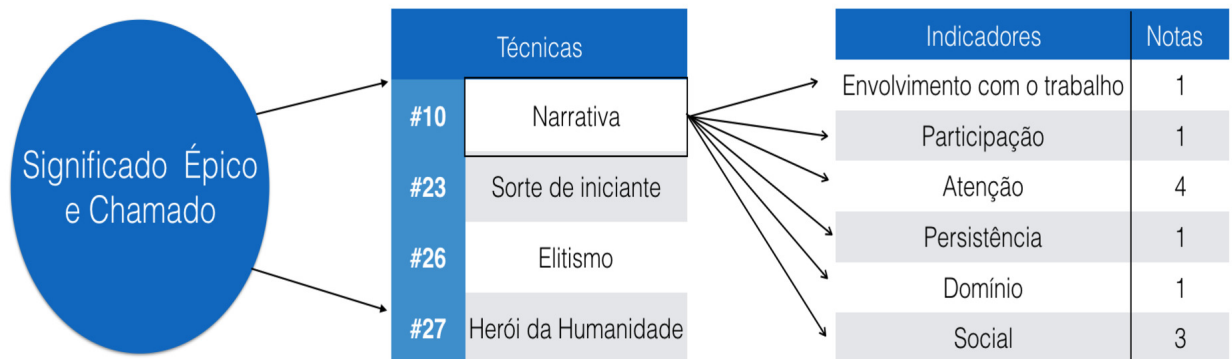 Significado Épico
e Chamado
Técnicas
#10 Narrativa
#23 Sorte de iniciante
#26 Elitismo
#27 Herói da Humanidade
Indicadores Notas
Envolvimento com o trabalho 1
Participação 1
Atenção 4
Persistência 1
Domínio 1
Social 3